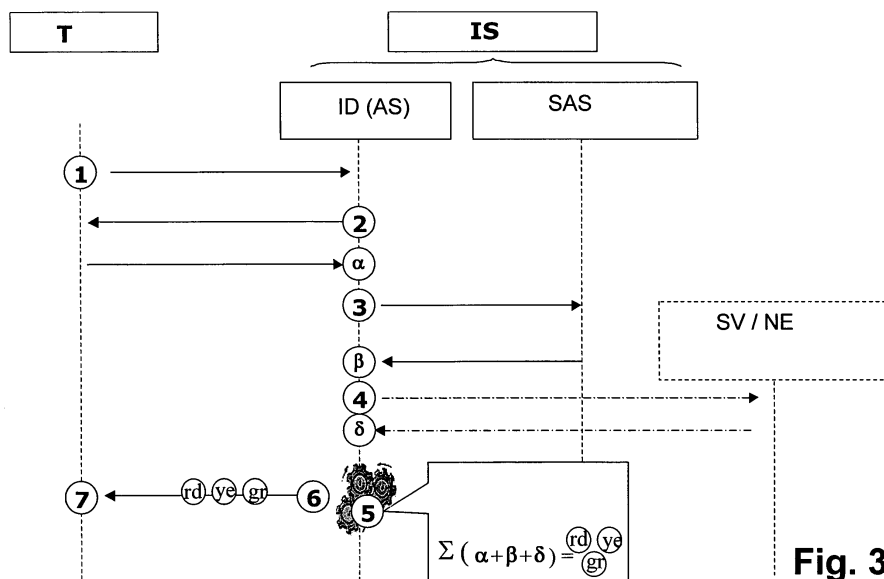 T
IS
ID (AS)
SAS
1
2
α
3
SV / NE
β
4
δ
7
rd ye gr
6
5
Σ(α+β+δ)= rd ye
gr
Fig. 3